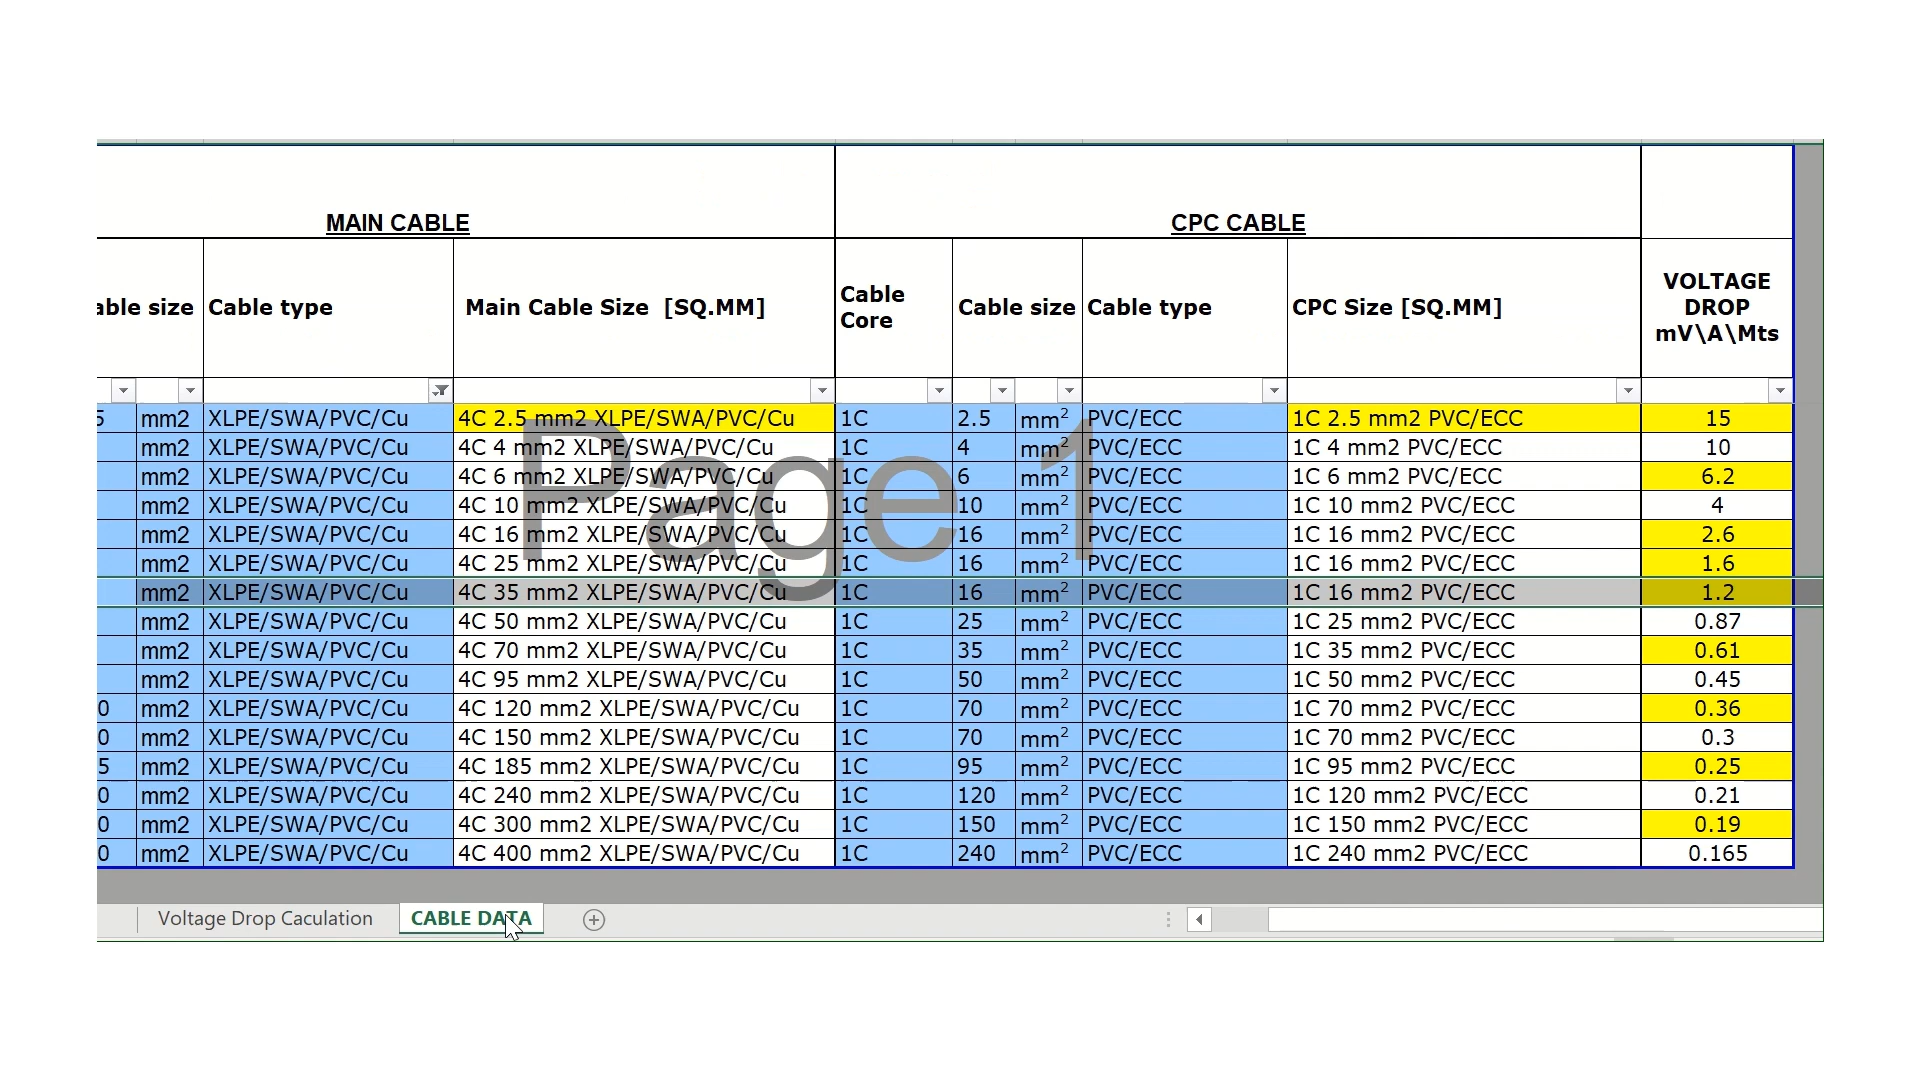 MAIN CABLE CPC CABLE
able size Cable type Main Cable Size [SQ.MM] Cable Core Cable size Cable type CPC Size [SQ.MM] VOLTAGE DROP mV\A\Mts
5 mm2 XLPE/SWA/PVC/Cu 4C 2.5 mm2 XLPE/SWA/PVC/Cu 1C 2.5 mm² PVC/ECC 1C 2.5 mm2 PVC/ECC 15
mm2 XLPE/SWA/PVC/Cu 4C 4 mm2 XLPE/SWA/PVC/Cu 1C 4 mm² PVC/ECC 1C 4 mm2 PVC/ECC 10
mm2 XLPE/SWA/PVC/Cu 4C 6 mm2 XLPE/SWA/PVC/Cu 1C 6 mm² PVC/ECC 1C 6 mm2 PVC/ECC 6.2
mm2 XLPE/SWA/PVC/Cu 4C 10 mm2 XLPE/SWA/PVC/Cu 1C 10 mm² PVC/ECC 1C 10 mm2 PVC/ECC 4
mm2 XLPE/SWA/PVC/Cu 4C 16 mm2 XLPE/SWA/PVC/Cu 1C 16 mm² PVC/ECC 1C 16 mm2 PVC/ECC 2.6
mm2 XLPE/SWA/PVC/Cu 4C 25 mm2 XLPE/SWA/PVC/Cu 1C 16 mm² PVC/ECC 1C 16 mm2 PVC/ECC 1.6
mm2 XLPE/SWA/PVC/Cu 4C 35 mm2 XLPE/SWA/PVC/Cu 1C 16 mm² PVC/ECC 1C 16 mm2 PVC/ECC 1.2
mm2 XLPE/SWA/PVC/Cu 4C 50 mm2 XLPE/SWA/PVC/Cu 1C 25 mm² PVC/ECC 1C 25 mm2 PVC/ECC 0.87
mm2 XLPE/SWA/PVC/Cu 4C 70 mm2 XLPE/SWA/PVC/Cu 1C 35 mm² PVC/ECC 1C 35 mm2 PVC/ECC 0.61
mm2 XLPE/SWA/PVC/Cu 4C 95 mm2 XLPE/SWA/PVC/Cu 1C 50 mm² PVC/ECC 1C 50 mm2 PVC/ECC 0.45
0 mm2 XLPE/SWA/PVC/Cu 4C 120 mm2 XLPE/SWA/PVC/Cu 1C 70 mm² PVC/ECC 1C 70 mm2 PVC/ECC 0.36
0 mm2 XLPE/SWA/PVC/Cu 4C 150 mm2 XLPE/SWA/PVC/Cu 1C 70 mm² PVC/ECC 1C 70 mm2 PVC/ECC 0.3
5 mm2 XLPE/SWA/PVC/Cu 4C 185 mm2 XLPE/SWA/PVC/Cu 1C 95 mm² PVC/ECC 1C 95 mm2 PVC/ECC 0.25
0 mm2 XLPE/SWA/PVC/Cu 4C 240 mm2 XLPE/SWA/PVC/Cu 1C 120 mm² PVC/ECC 1C 120 mm2 PVC/ECC 0.21
0 mm2 XLPE/SWA/PVC/Cu 4C 300 mm2 XLPE/SWA/PVC/Cu 1C 150 mm² PVC/ECC 1C 150 mm2 PVC/ECC 0.19
0 mm2 XLPE/SWA/PVC/Cu 4C 400 mm2 XLPE/SWA/PVC/Cu 1C 240 mm² PVC/ECC 1C 240 mm2 PVC/ECC 0.165
Page 1
Voltage Drop Caculation CABLE DATA